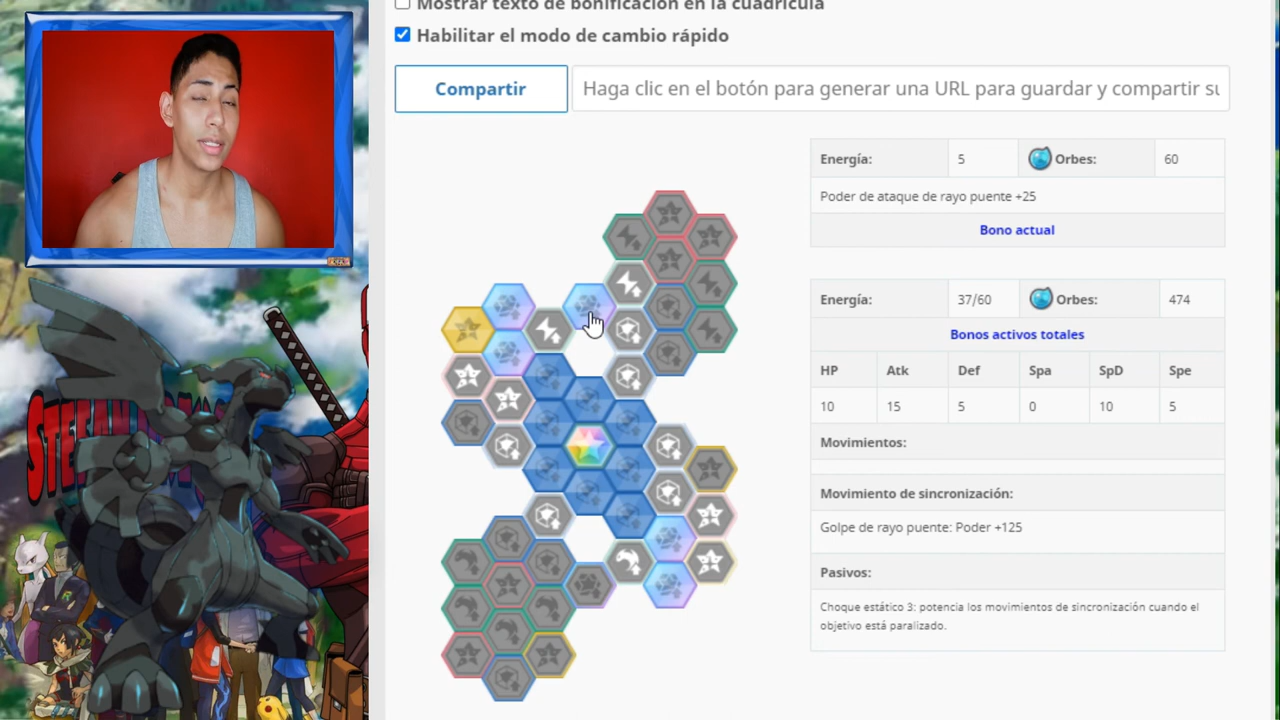 Mostrar texto de bonificación en la cuadrícula
Habilitar el modo de cambio rápido
Compartir
Haga clic en el botón para generar una URL para guardar y compartir su
Energía: 5 Orbes: 60
Poder de ataque de rayo puente +25
Bono actual
Energía: 37/60 Orbes: 474
Bonos activos totales
HP Atk Def Spa SpD Spe
10 15 5 0 10 5
Movimientos:
Movimiento de sincronización:
Golpe de rayo puente: Poder +125
Pasivos:
Choque estático 3: potencia los movimientos de sincronización cuando el
objetivo está paralizado.